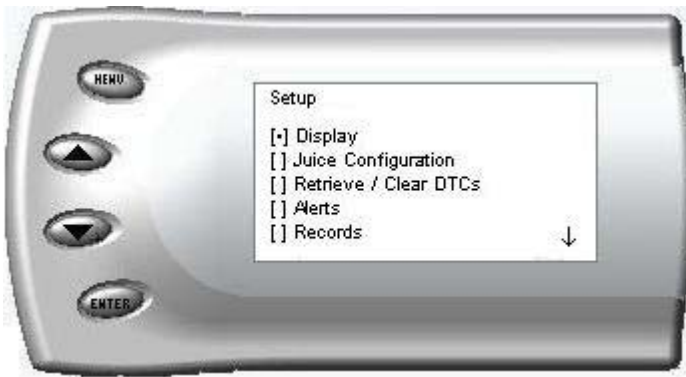 MENU
Setup
[•] Display
[ ] Juice Configuration
[ ] Retrieve / Clear DTCs
[ ] Alerts
[ ] Records
↓
ENTER